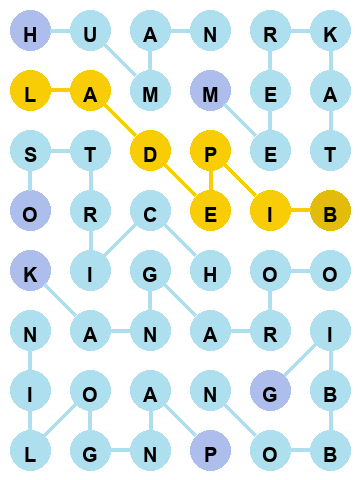 H U A N R K
L A M M E A
S T D P E T
O R C E I B
K I G H O O
N A N A R I
I O A N G B
L G N P O B